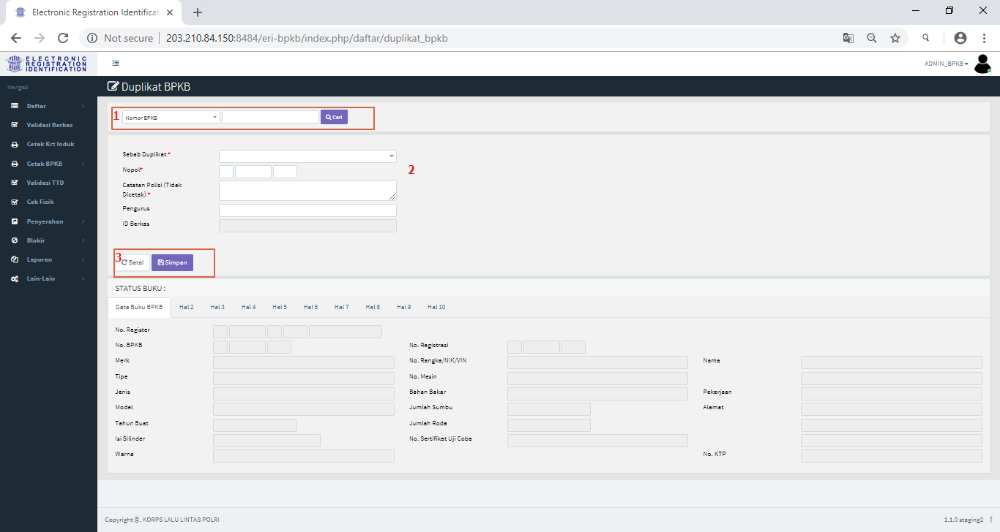 Electronic Registration Identificat
Not secure 203.210.84.150:8484/eri-bpkb/index.php/daftar/duplikat_bpkb
ELECTRONIC
REGISTRATION
IDENTIFICATION
ADMIN_BPKB
Navigasi
Daftar
Validasi Berkas
Cetak Krt Induk
Cetak BPKB
Validasi TTD
Cek Fisik
Penyerahan
Blokir
Laporan
Lain-Lain
Duplikat BPKB
1 Nomor BPKB Cari
Sebab Duplikat *
Nopol* 2
Catatan Polisi (Tidak
Dicetak) *
Pengurus
ID Berkas
3 Batal Simpan
STATUS BUKU :
Data Buku BPKB Hal 2 Hal 3 Hal 4 Hal 5 Hal 6 Hal 7 Hal 8 Hal 9 Hal 10
No. Register
No. BPKB No. Registrasi
Merk No. Rangka/NIK/VIN Nama
Tipe No. Mesin
Jenis Bahan Bakar Pekerjaan
Model Jumlah Sumbu Alamat
Tahun Buat Jumlah Roda
Isi Silinder No. Sertifikat Uji Coba
Warna No. KTP
Copyright ©. KORPS LALU LINTAS POLRI 1.1.0 staging2